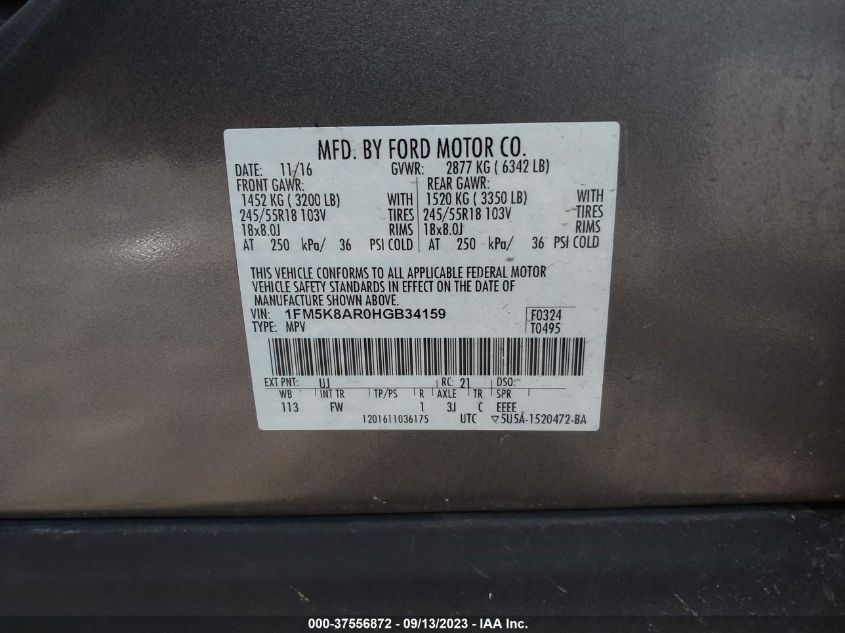 MFD. BY FORD MOTOR CO.
DATE: 11/16 GVWR: 2877 KG ( 6342 LB)
FRONT GAWR: REAR GAWR:
1452 KG ( 3200 LB) WITH 1520 KG ( 3350 LB) WITH
245/55R18 103V TIRES 245/55R18 103V TIRES
18x8.0J RIMS 18x8.0J RIMS
AT 250 kPa/ 36 PSI COLD AT 250 kPa/ 36 PSI COLD
THIS VEHICLE CONFORMS TO ALL APPLICABLE FEDERAL MOTOR
VEHICLE SAFETY STANDARDS IN EFFECT ON THE DATE OF
MANUFACTURE SHOWN ABOVE.
VIN: 1FM5K8AR0HGB34159 F0324
TYPE: MPV T0495
EXT PNT: UJ RC: 21 DSO:
WB INT TR TP/PS R AXLE TR SPR
113 FW 1 3J C EEEE
1201611036175 UTC ▽5U5A-1520472-BA
000-37556872 - 09/13/2023 - IAA Inc.